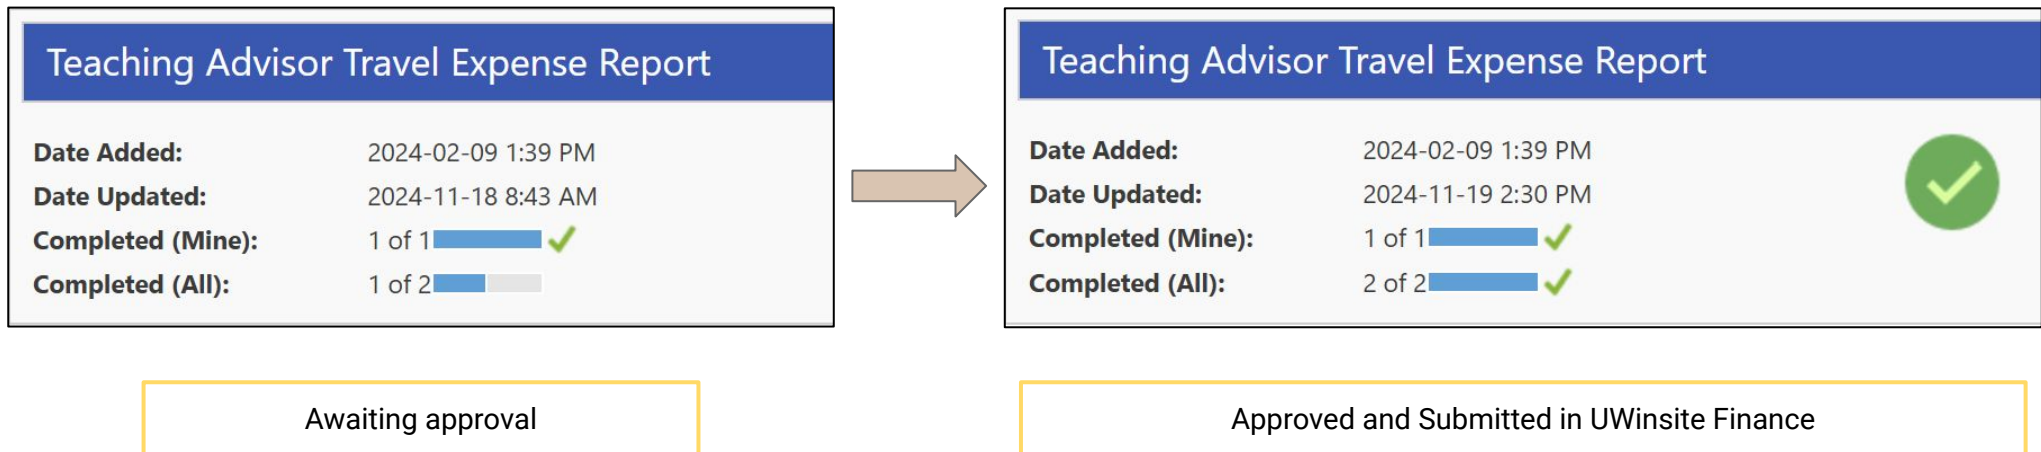 Teaching Advisor Travel Expense Report
Date Added: 2024-02-09 1:39 PM
Date Updated: 2024-11-18 8:43 AM
Completed (Mine): 1 of 1
Completed (All): 1 of 2
Awaiting approval
Teaching Advisor Travel Expense Report
Date Added: 2024-02-09 1:39 PM
Date Updated: 2024-11-19 2:30 PM
Completed (Mine): 1 of 1
Completed (All): 2 of 2
Approved and Submitted in UWinsite Finance